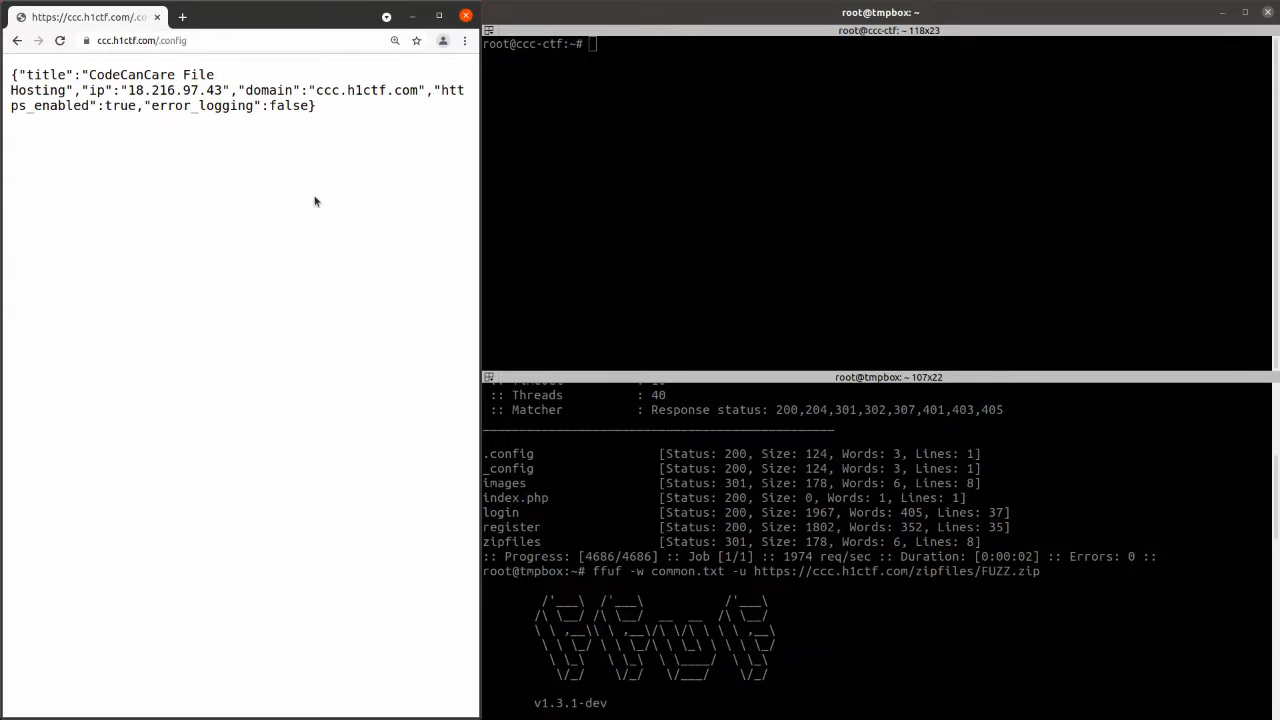 https://ccc.h1ctf.com/.co
ccc.h1ctf.com/.config
{"title":"CodeCanCare File
Hosting","ip":"18.216.97.43","domain":"ccc.h1ctf.com","htt
ps_enabled":true,"error_logging":false}
root@tmpbox: ~
root@ccc-ctf: ~ 118x23
root@ccc-ctf:~#
root@tmpbox: ~ 107x22
:: Threads : 40
:: Matcher : Response status: 200,204,301,302,307,401,403,405
________________________________________________
.config [Status: 200, Size: 124, Words: 3, Lines: 1]
_config [Status: 200, Size: 124, Words: 3, Lines: 1]
images [Status: 301, Size: 178, Words: 6, Lines: 8]
index.php [Status: 200, Size: 0, Words: 1, Lines: 1]
login [Status: 200, Size: 1967, Words: 405, Lines: 37]
register [Status: 200, Size: 1802, Words: 352, Lines: 35]
zipfiles [Status: 301, Size: 178, Words: 6, Lines: 8]
:: Progress: [4686/4686] :: Job [1/1] :: 1974 req/sec :: Duration: [0:00:02] :: Errors: 0 ::
root@tmpbox:~# ffuf -w common.txt -u https://ccc.h1ctf.com/zipfiles/FUZZ.zip
v1.3.1-dev